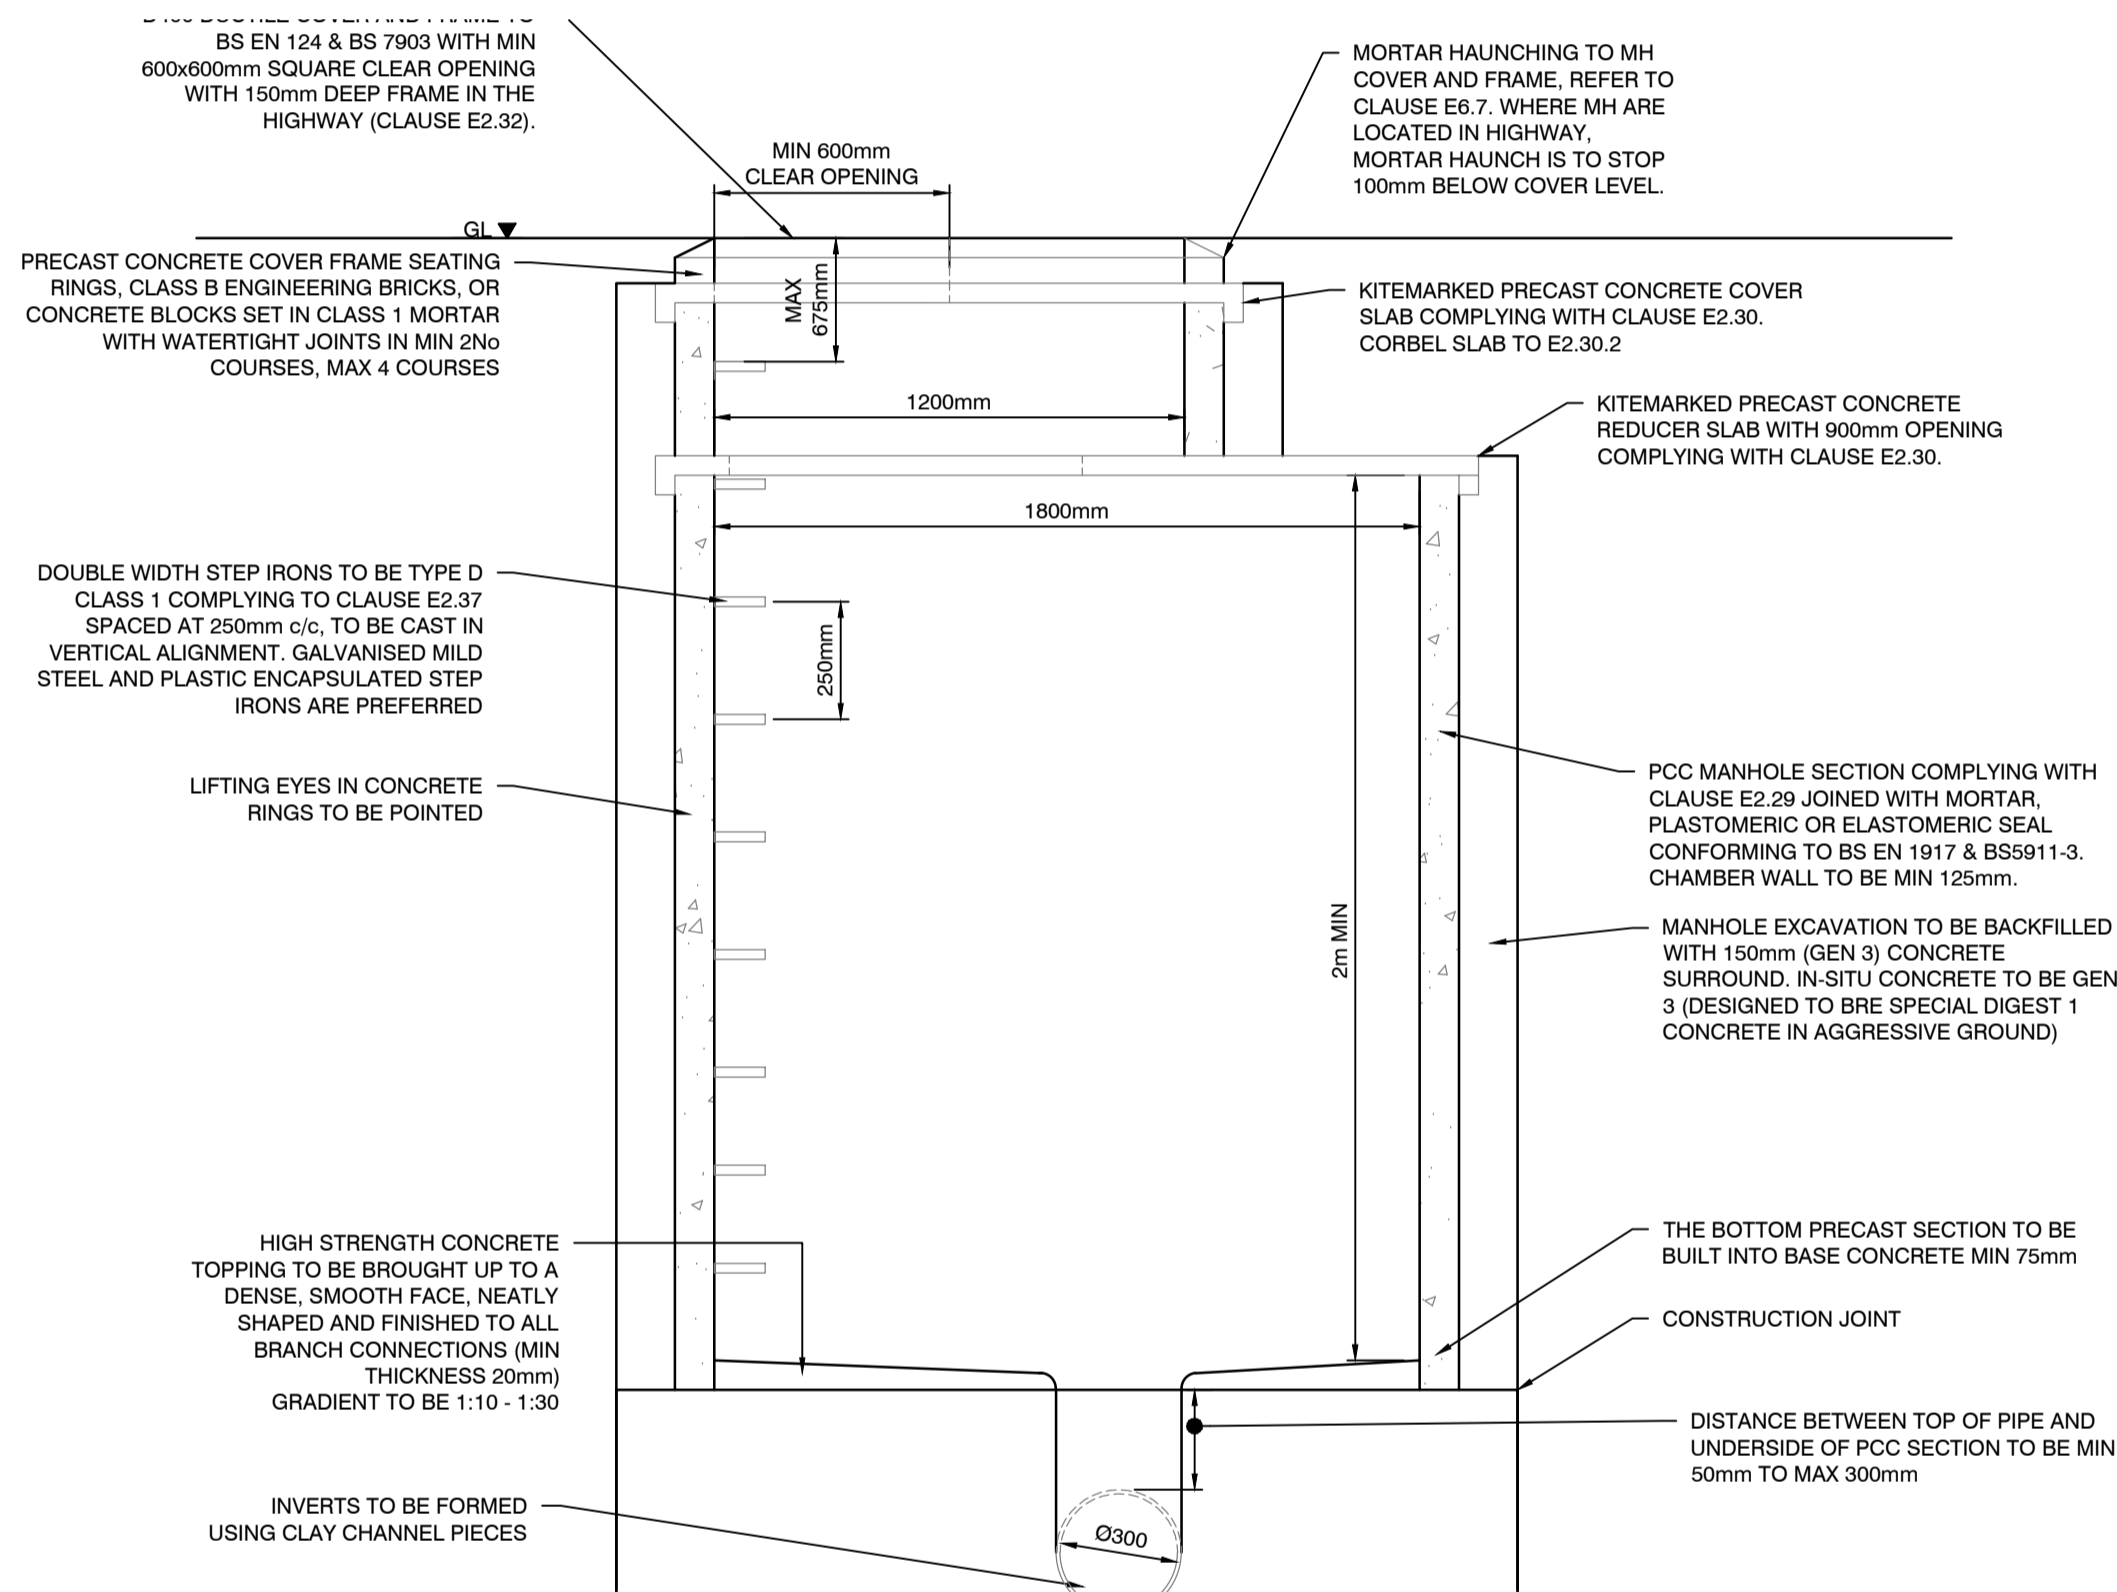 BS EN 124 & BS 7903 WITH MIN
600x600mm SQUARE CLEAR OPENING
WITH 150mm DEEP FRAME IN THE
HIGHWAY (CLAUSE E2.32).
MIN 600mm
CLEAR OPENING
MORTAR HAUNCHING TO MH
COVER AND FRAME, REFER TO
CLAUSE E6.7. WHERE MH ARE
LOCATED IN HIGHWAY,
MORTAR HAUNCH IS TO STOP
100mm BELOW COVER LEVEL.
GL
PRECAST CONCRETE COVER FRAME SEATING
RINGS, CLASS B ENGINEERING BRICKS, OR
CONCRETE BLOCKS SET IN CLASS 1 MORTAR
WITH WATERTIGHT JOINTS IN MIN 2No
COURSES, MAX 4 COURSES
MAX
675mm
KITEMARKED PRECAST CONCRETE COVER
SLAB COMPLYING WITH CLAUSE E2.30.
CORBEL SLAB TO E2.30.2
1200mm
KITEMARKED PRECAST CONCRETE
REDUCER SLAB WITH 900mm OPENING
COMPLYING WITH CLAUSE E2.30.
1800mm
DOUBLE WIDTH STEP IRONS TO BE TYPE D
CLASS 1 COMPLYING TO CLAUSE E2.37
SPACED AT 250mm c/c, TO BE CAST IN
VERTICAL ALIGNMENT. GALVANISED MILD
STEEL AND PLASTIC ENCAPSULATED STEP
IRONS ARE PREFERRED
250mm
LIFTING EYES IN CONCRETE
RINGS TO BE POINTED
PCC MANHOLE SECTION COMPLYING WITH
CLAUSE E2.29 JOINED WITH MORTAR,
PLASTOMERIC OR ELASTOMERIC SEAL
CONFORMING TO BS EN 1917 & BS5911-3.
CHAMBER WALL TO BE MIN 125mm.
2m MIN
MANHOLE EXCAVATION TO BE BACKFILLED
WITH 150mm (GEN 3) CONCRETE
SURROUND. IN-SITU CONCRETE TO BE GEN
3 (DESIGNED TO BRE SPECIAL DIGEST 1
CONCRETE IN AGGRESSIVE GROUND)
HIGH STRENGTH CONCRETE
TOPPING TO BE BROUGHT UP TO A
DENSE, SMOOTH FACE, NEATLY
SHAPED AND FINISHED TO ALL
BRANCH CONNECTIONS (MIN
THICKNESS 20mm)
GRADIENT TO BE 1:10 - 1:30
THE BOTTOM PRECAST SECTION TO BE
BUILT INTO BASE CONCRETE MIN 75mm
CONSTRUCTION JOINT
DISTANCE BETWEEN TOP OF PIPE AND
UNDERSIDE OF PCC SECTION TO BE MIN
50mm TO MAX 300mm
INVERTS TO BE FORMED
USING CLAY CHANNEL PIECES
Ø300